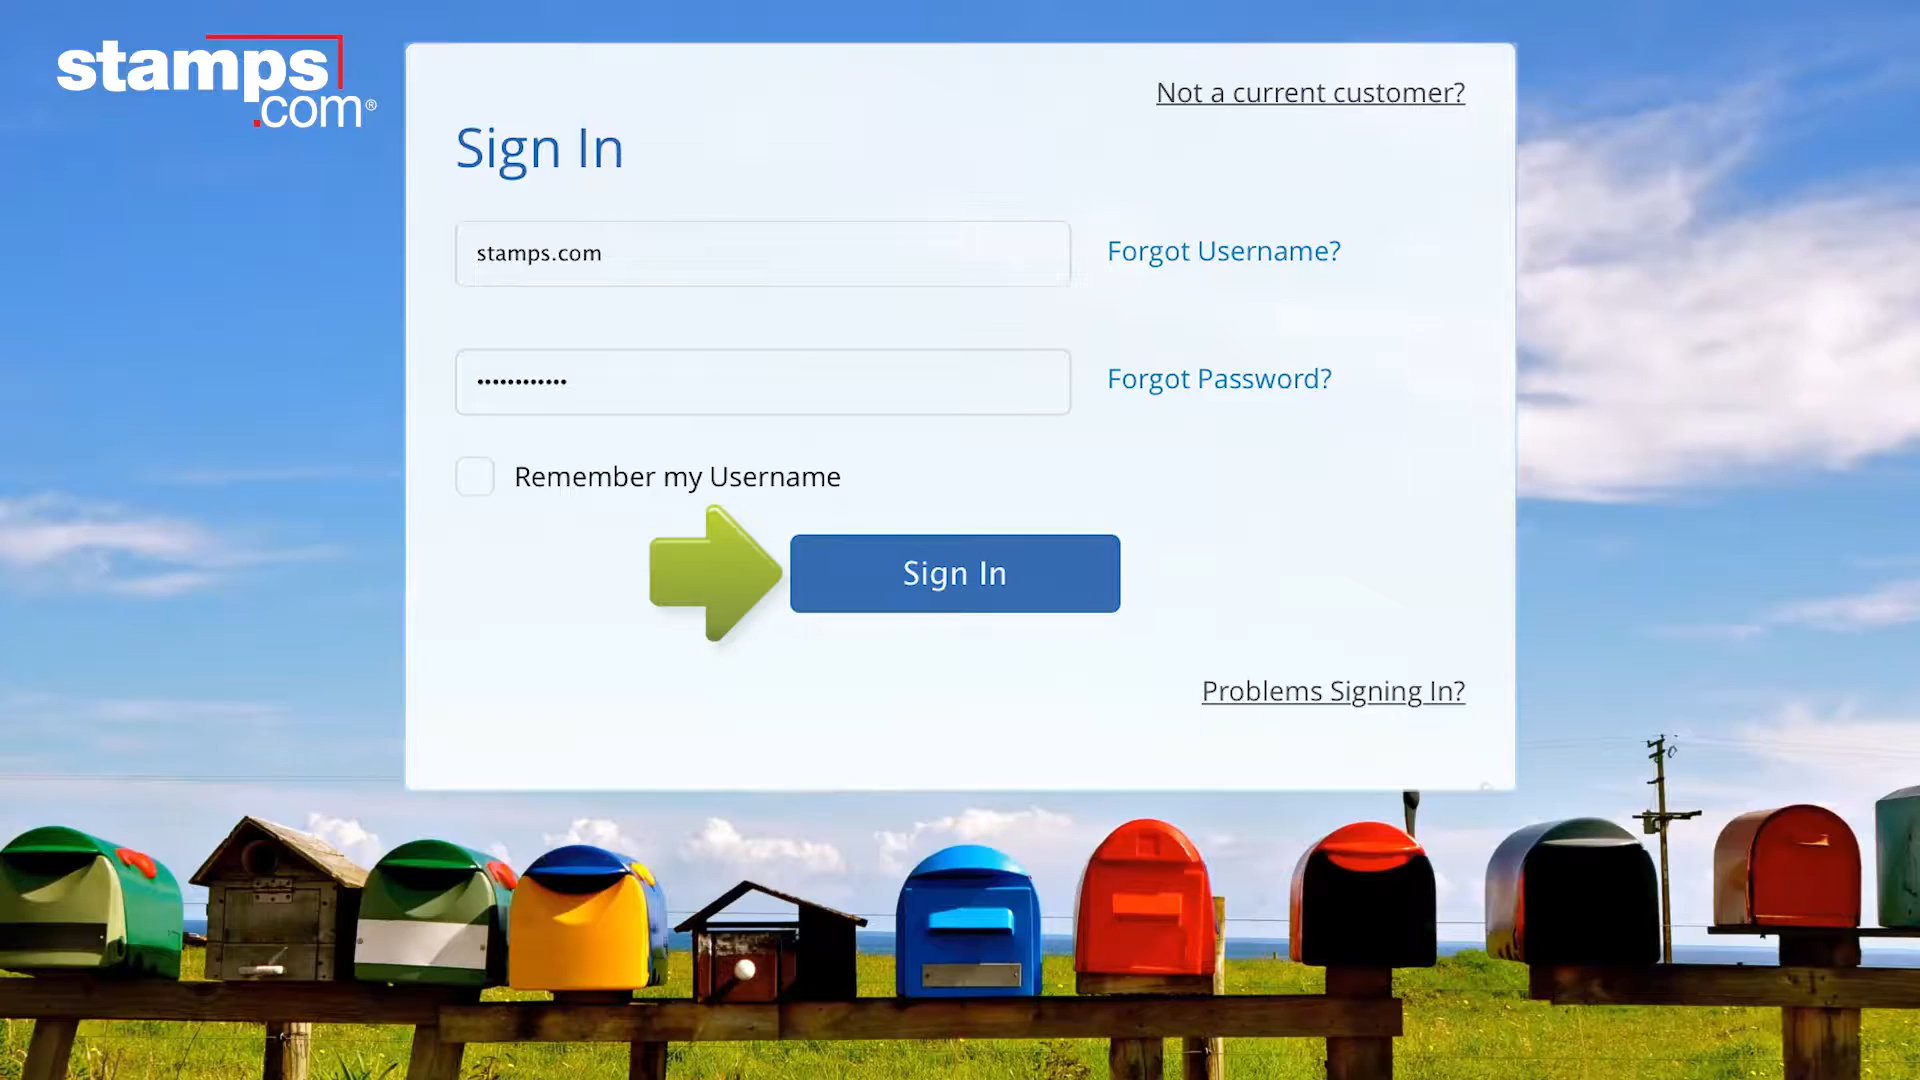 stamps
.com®
Not a current customer?
Sign In
stamps.com
Forgot Username?
••••••••••••
Forgot Password?
Remember my Username
Sign In
Problems Signing In?